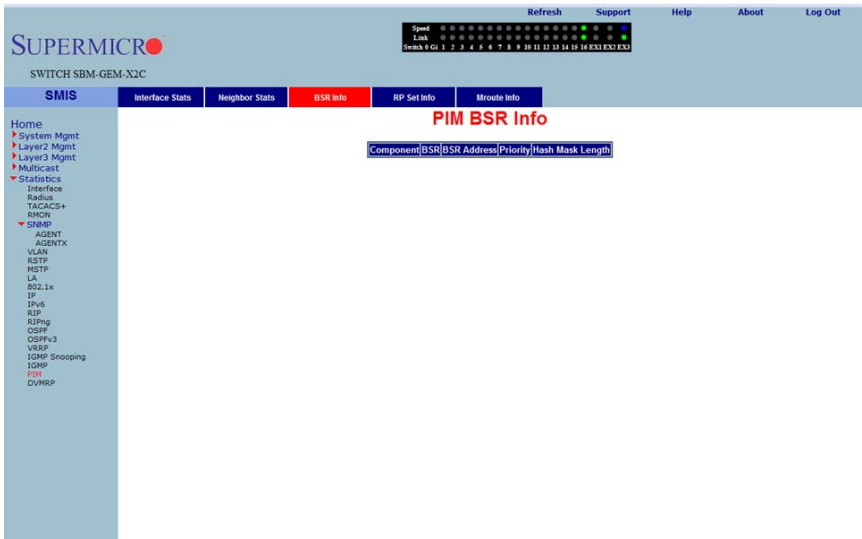 Refresh Support Help About Log Out
SUPERMICRO
Speed
Link
Switch 0 Gi 1 2 3 4 5 6 7 8 9 10 11 12 13 14 15 16 EX1 EX2 EX3
SWITCH SBM-GEM-X2C
SMIS
Interface Stats Neighbor Stats BSR Info RP Set Info Mroute Info
PIM BSR Info
Component BSR BSR Address Priority Hash Mask Length
Home
System Mgmt
Layer2 Mgmt
Layer3 Mgmt
Multicast
Statistics
Interface
Radius
TACACS+
RMON
SNMP
AGENT
AGENTX
VLAN
RSTP
MSTP
LA
802.1x
IP
IPv6
RIP
RIPng
OSPF
OSPFv3
VRRP
IGMP Snooping
IGMP
PIM
DVMRP